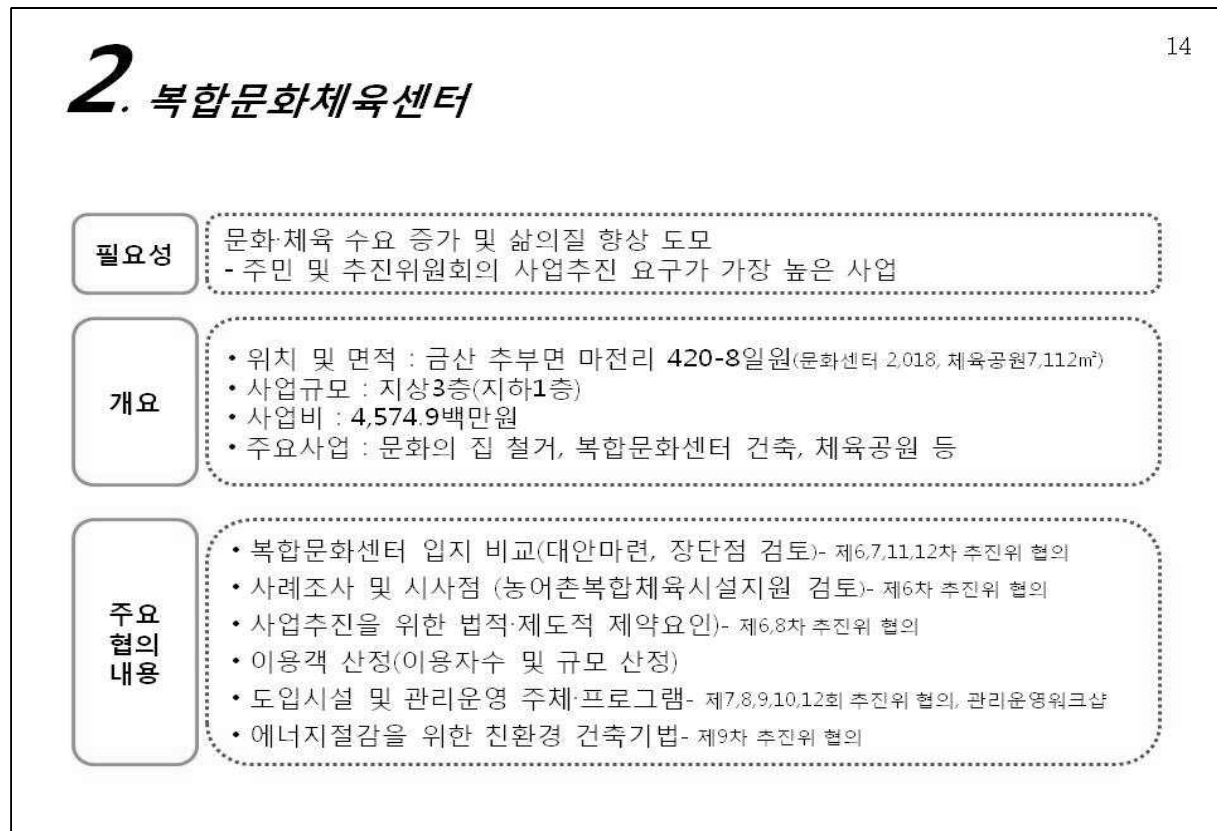 14
2. 복합문화체육센터
필요성
문화·체육 수요 증가 및 삶의질 향상 도모
- 주민 및 추진위원회의 사업추진 요구가 가장 높은 사업
개요
• 위치 및 면적 : 금산 추부면 마전리 420-8일원(문화센터 2,018, 체육공원7,112㎡)
• 사업규모 : 지상3층(지하1층)
• 사업비 : 4,574.9백만원
• 주요사업 : 문화의 집 철거, 복합문화센터 건축, 체육공원 등
주요
협의
내용
• 복합문화센터 입지 비교(대안마련, 장단점 검토)- 제6,7,11,12차 추진위 협의
• 사례조사 및 시사점 (농어촌복합체육시설지원 검토)- 제6차 추진위 협의
• 사업추진을 위한 법적·제도적 제약요인)- 제6,8차 추진위 협의
• 이용객 산정(이용자수 및 규모 산정)
• 도입시설 및 관리운영 주체·프로그램- 제7,8,9,10,12회 추진위 협의, 관리운영워크샵
• 에너지절감을 위한 친환경 건축기법- 제9차 추진위 협의